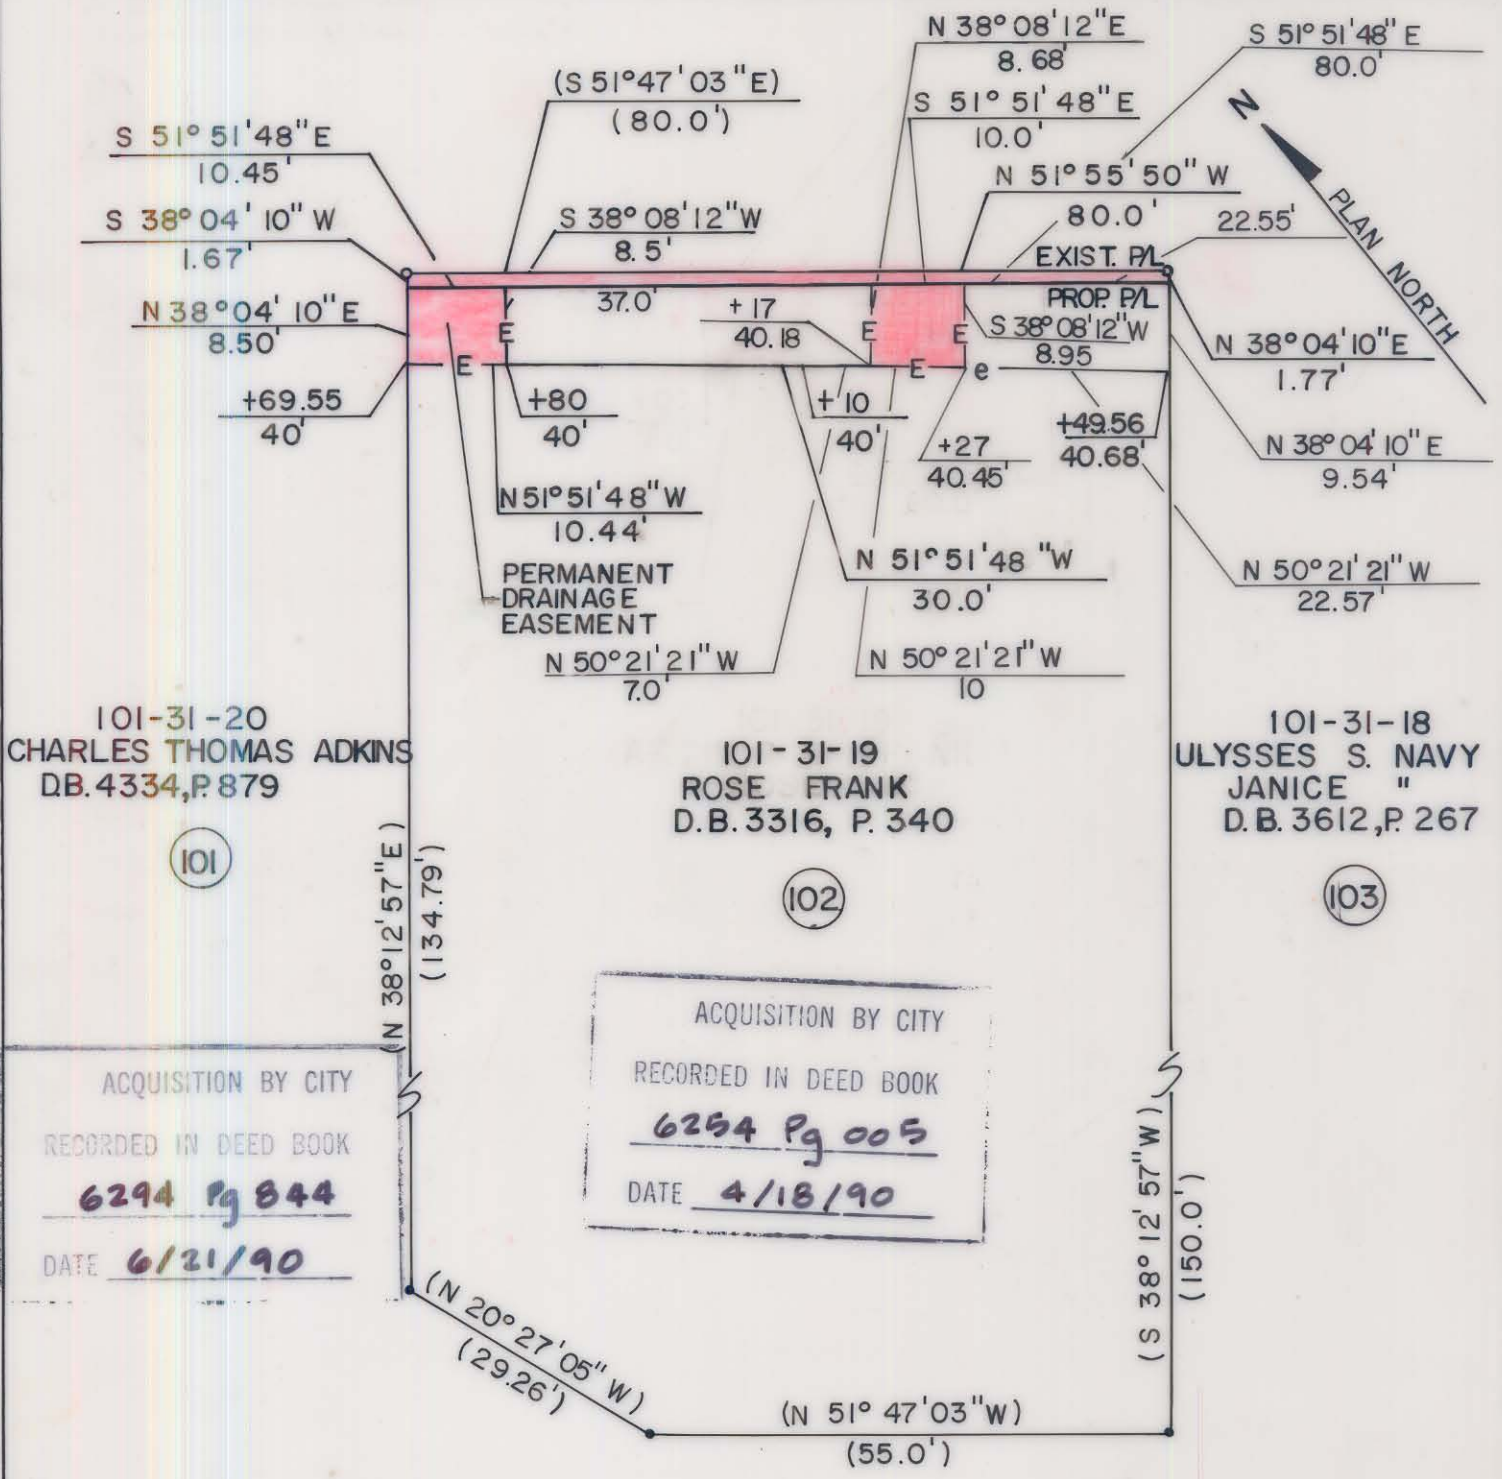 N 38° 08' 12" E
8.68'
S 51° 51' 48" E
80.0'
(S 51° 47' 03" E)
(80.0')
S 51° 51' 48" E
10.0'
N
PLAN NORTH
S 51° 51' 48" E
10.45'
N 51° 55' 50" W
80.0'
S 38° 04' 10" W
1.67'
S 38° 08' 12" W
8.5'
22.55'
EXIST. P/L
PROP. P/L
37.0'
N 38° 04' 10" E
8.50'
+17
40.18
E
E
E
S 38° 08' 12" W
8.95
N 38° 04' 10" E
1.77'
E
E
e
+69.55
40'
+80
40'
+10
40'
+27
40.45'
+49.56
40.68'
N 38° 04' 10" E
9.54'
N 51° 51' 48" W
10.44'
N 51° 51' 48" W
30.0'
N 50° 21' 21" W
22.57'
PERMANENT
DRAINAGE
EASEMENT
N 50° 21' 21" W
7.0'
N 50° 21' 21" W
10
101-31-20
CHARLES THOMAS ADKINS
D.B. 4334, P. 879
101
101-31-19
ROSE FRANK
D.B. 3316, P. 340
102
101-31-18
ULYSSES S. NAVY
JANICE "
D.B. 3612, P. 267
103
(N 38° 12' 57" E)
(134.79')
ACQUISITION BY CITY
RECORDED IN DEED BOOK
6294 Pg 844
DATE 6/21/90
ACQUISITION BY CITY
RECORDED IN DEED BOOK
6254 Pg 005
DATE 4/18/90
(S 38° 12' 57" W)
(150.0')
(N 20° 27' 05" W)
(29.26')
(N 51° 47' 03" W)
(55.0')